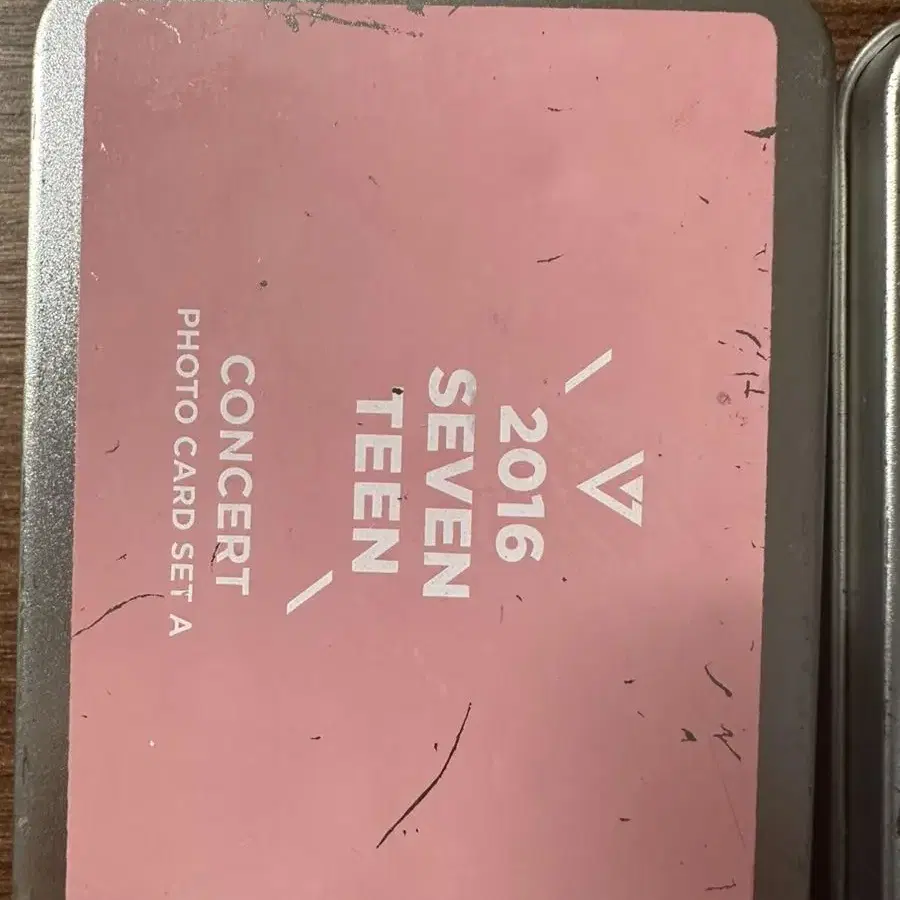 2016
SEVEN
TEEN
CONCERT
PHOTO CARD SET A